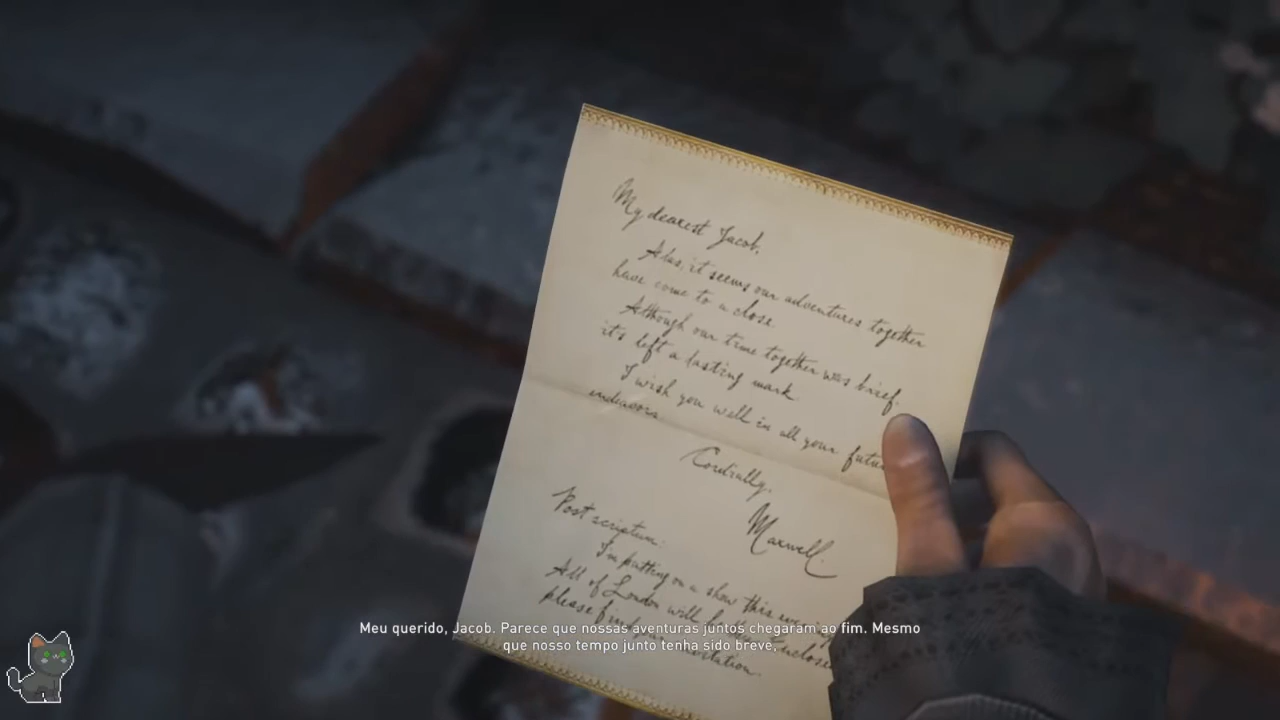 My dearest Jacob,
Alas, it seems our adventures together
have come to a close.
Although our time together was brief,
it's left a lasting mark
I wish you well in all your
endeavors
Cordially,
Maxwell.
Post scriptum:
I'm putting on a show this
All of London will
please find
Meu querido, Jacob. Parece que nossas aventuras juntos chegaram ao fim. Mesmo
que nosso tempo junto tenha sido breve,